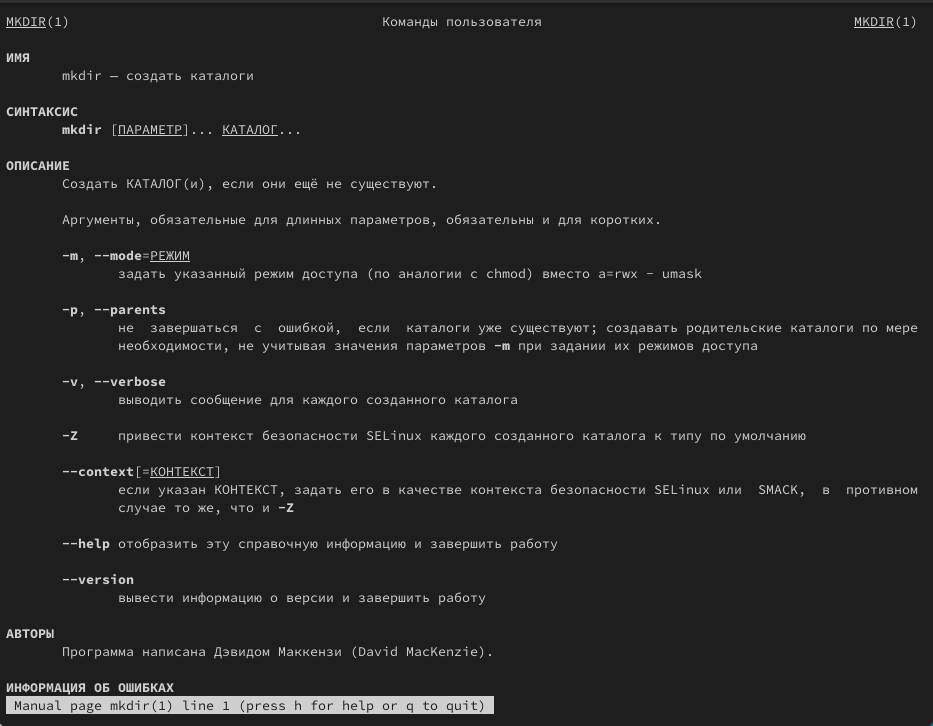 MKDIR(1) Команды пользователя MKDIR(1)
ИМЯ
mkdir — создать каталоги
СИНТАКСИС
mkdir [ПАРАМЕТР]... КАТАЛОГ...
ОПИСАНИЕ
Создать КАТАЛОГ(и), если они ещё не существуют.
Аргументы, обязательные для длинных параметров, обязательны и для коротких.
-m, --mode=РЕЖИМ
задать указанный режим доступа (по аналогии с chmod) вместо a=rwx - umask
-p, --parents
не завершаться с ошибкой, если каталоги уже существуют; создавать родительские каталоги по мере
необходимости, не учитывая значения параметров -m при задании их режимов доступа
-v, --verbose
выводить сообщение для каждого созданного каталога
-Z привести контекст безопасности SELinux каждого созданного каталога к типу по умолчанию
--context[=КОНТЕКСТ]
если указан КОНТЕКСТ, задать его в качестве контекста безопасности SELinux или SMACK, в противном
случае то же, что и -Z
--help отобразить эту справочную информацию и завершить работу
--version
вывести информацию о версии и завершить работу
АВТОРЫ
Программа написана Дэвидом Маккензи (David MacKenzie).
ИНФОРМАЦИЯ ОБ ОШИБКАХ
Manual page mkdir(1) line 1 (press h for help or q to quit)